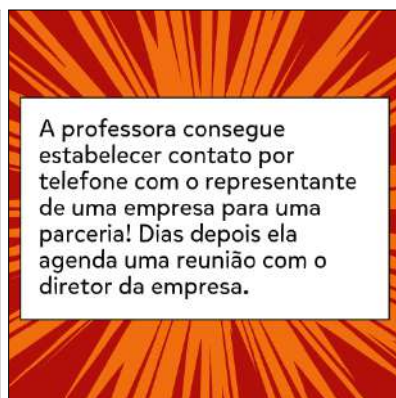 A professora consegue
estabelecer contato por
telefone com o representante
de uma empresa para uma
parceria! Dias depois ela
agenda uma reunião com o
diretor da empresa.